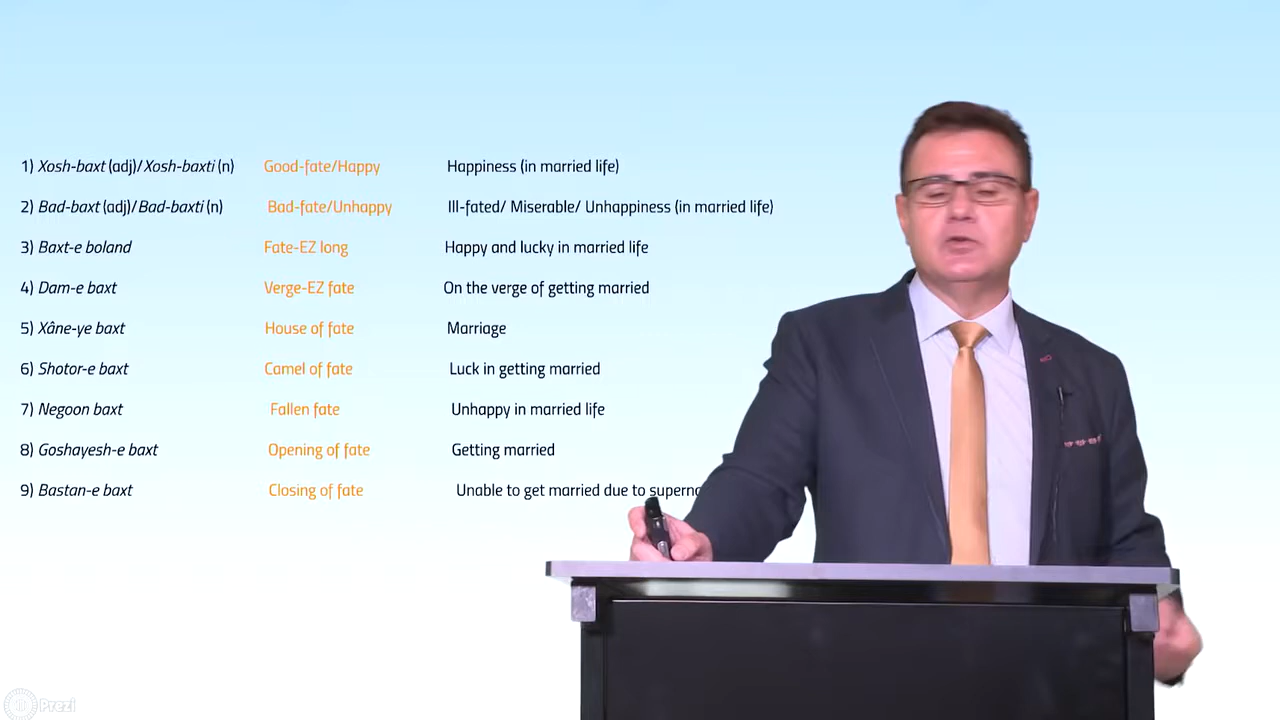 1) Xosh-baxt (adj)/Xosh-baxti (n) Good-fate/Happy Happiness (in married life)
2) Bad-baxt (adj)/Bad-baxti (n) Bad-fate/Unhappy Ill-fated/ Miserable/ Unhappiness (in married life)
3) Baxt-e boland Fate-EZ long Happy and lucky in married life
4) Dam-e baxt Verge-EZ fate On the verge of getting married
5) Xâne-ye baxt House of fate Marriage
6) Shotor-e baxt Camel of fate Luck in getting married
7) Negoon baxt Fallen fate Unhappy in married life
8) Goshayesh-e baxt Opening of fate Getting married
9) Bastan-e baxt Closing of fate Unable to get married due to
Prezi